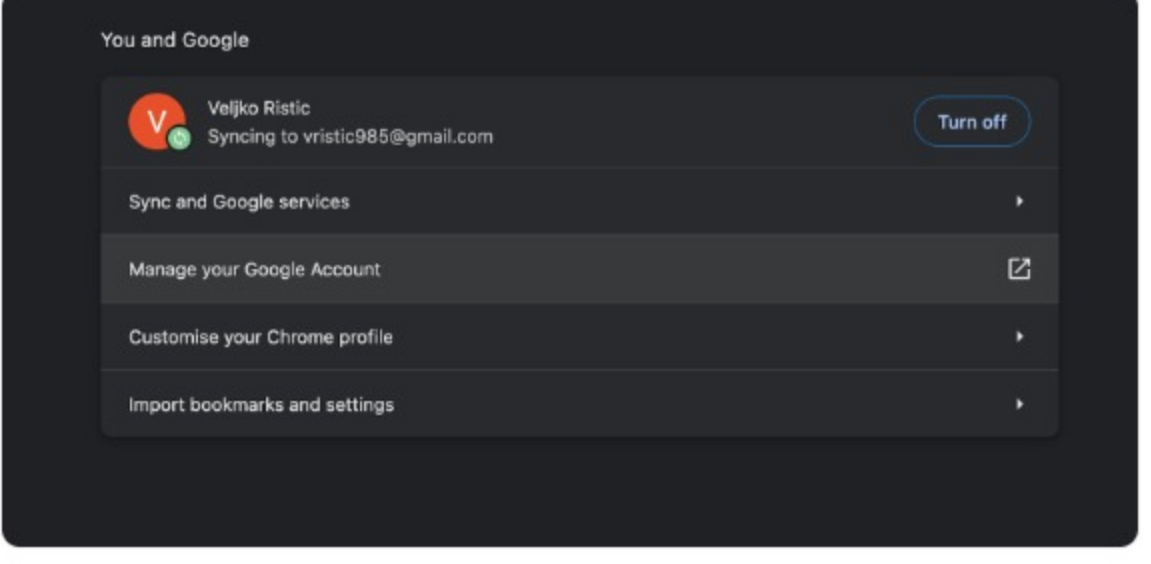 You and Google
V
Veljko Ristic
Syncing to vristic985@gmail.com
Turn off
Sync and Google services
Manage your Google Account
Customise your Chrome profile
Import bookmarks and settings